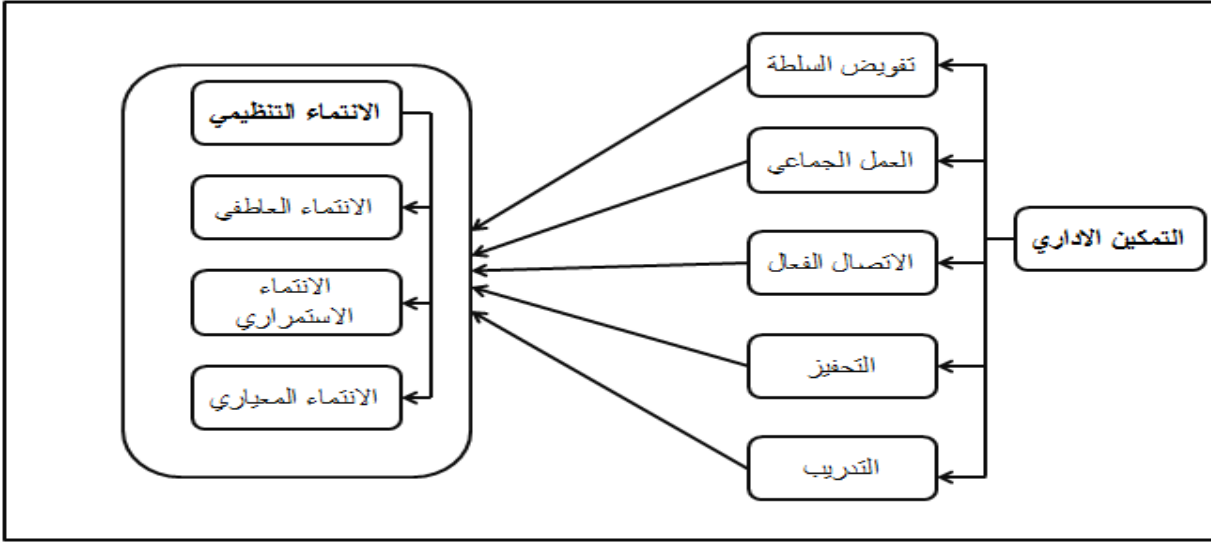 التمكين الاداري
تفويض السلطة
العمل الجماعي
الاتصال الفعال
التحفيز
التدريب
الانتماء التنظيمي
الانتماء العاطفي
الانتماء
الاستمراري
الانتماء المعياري